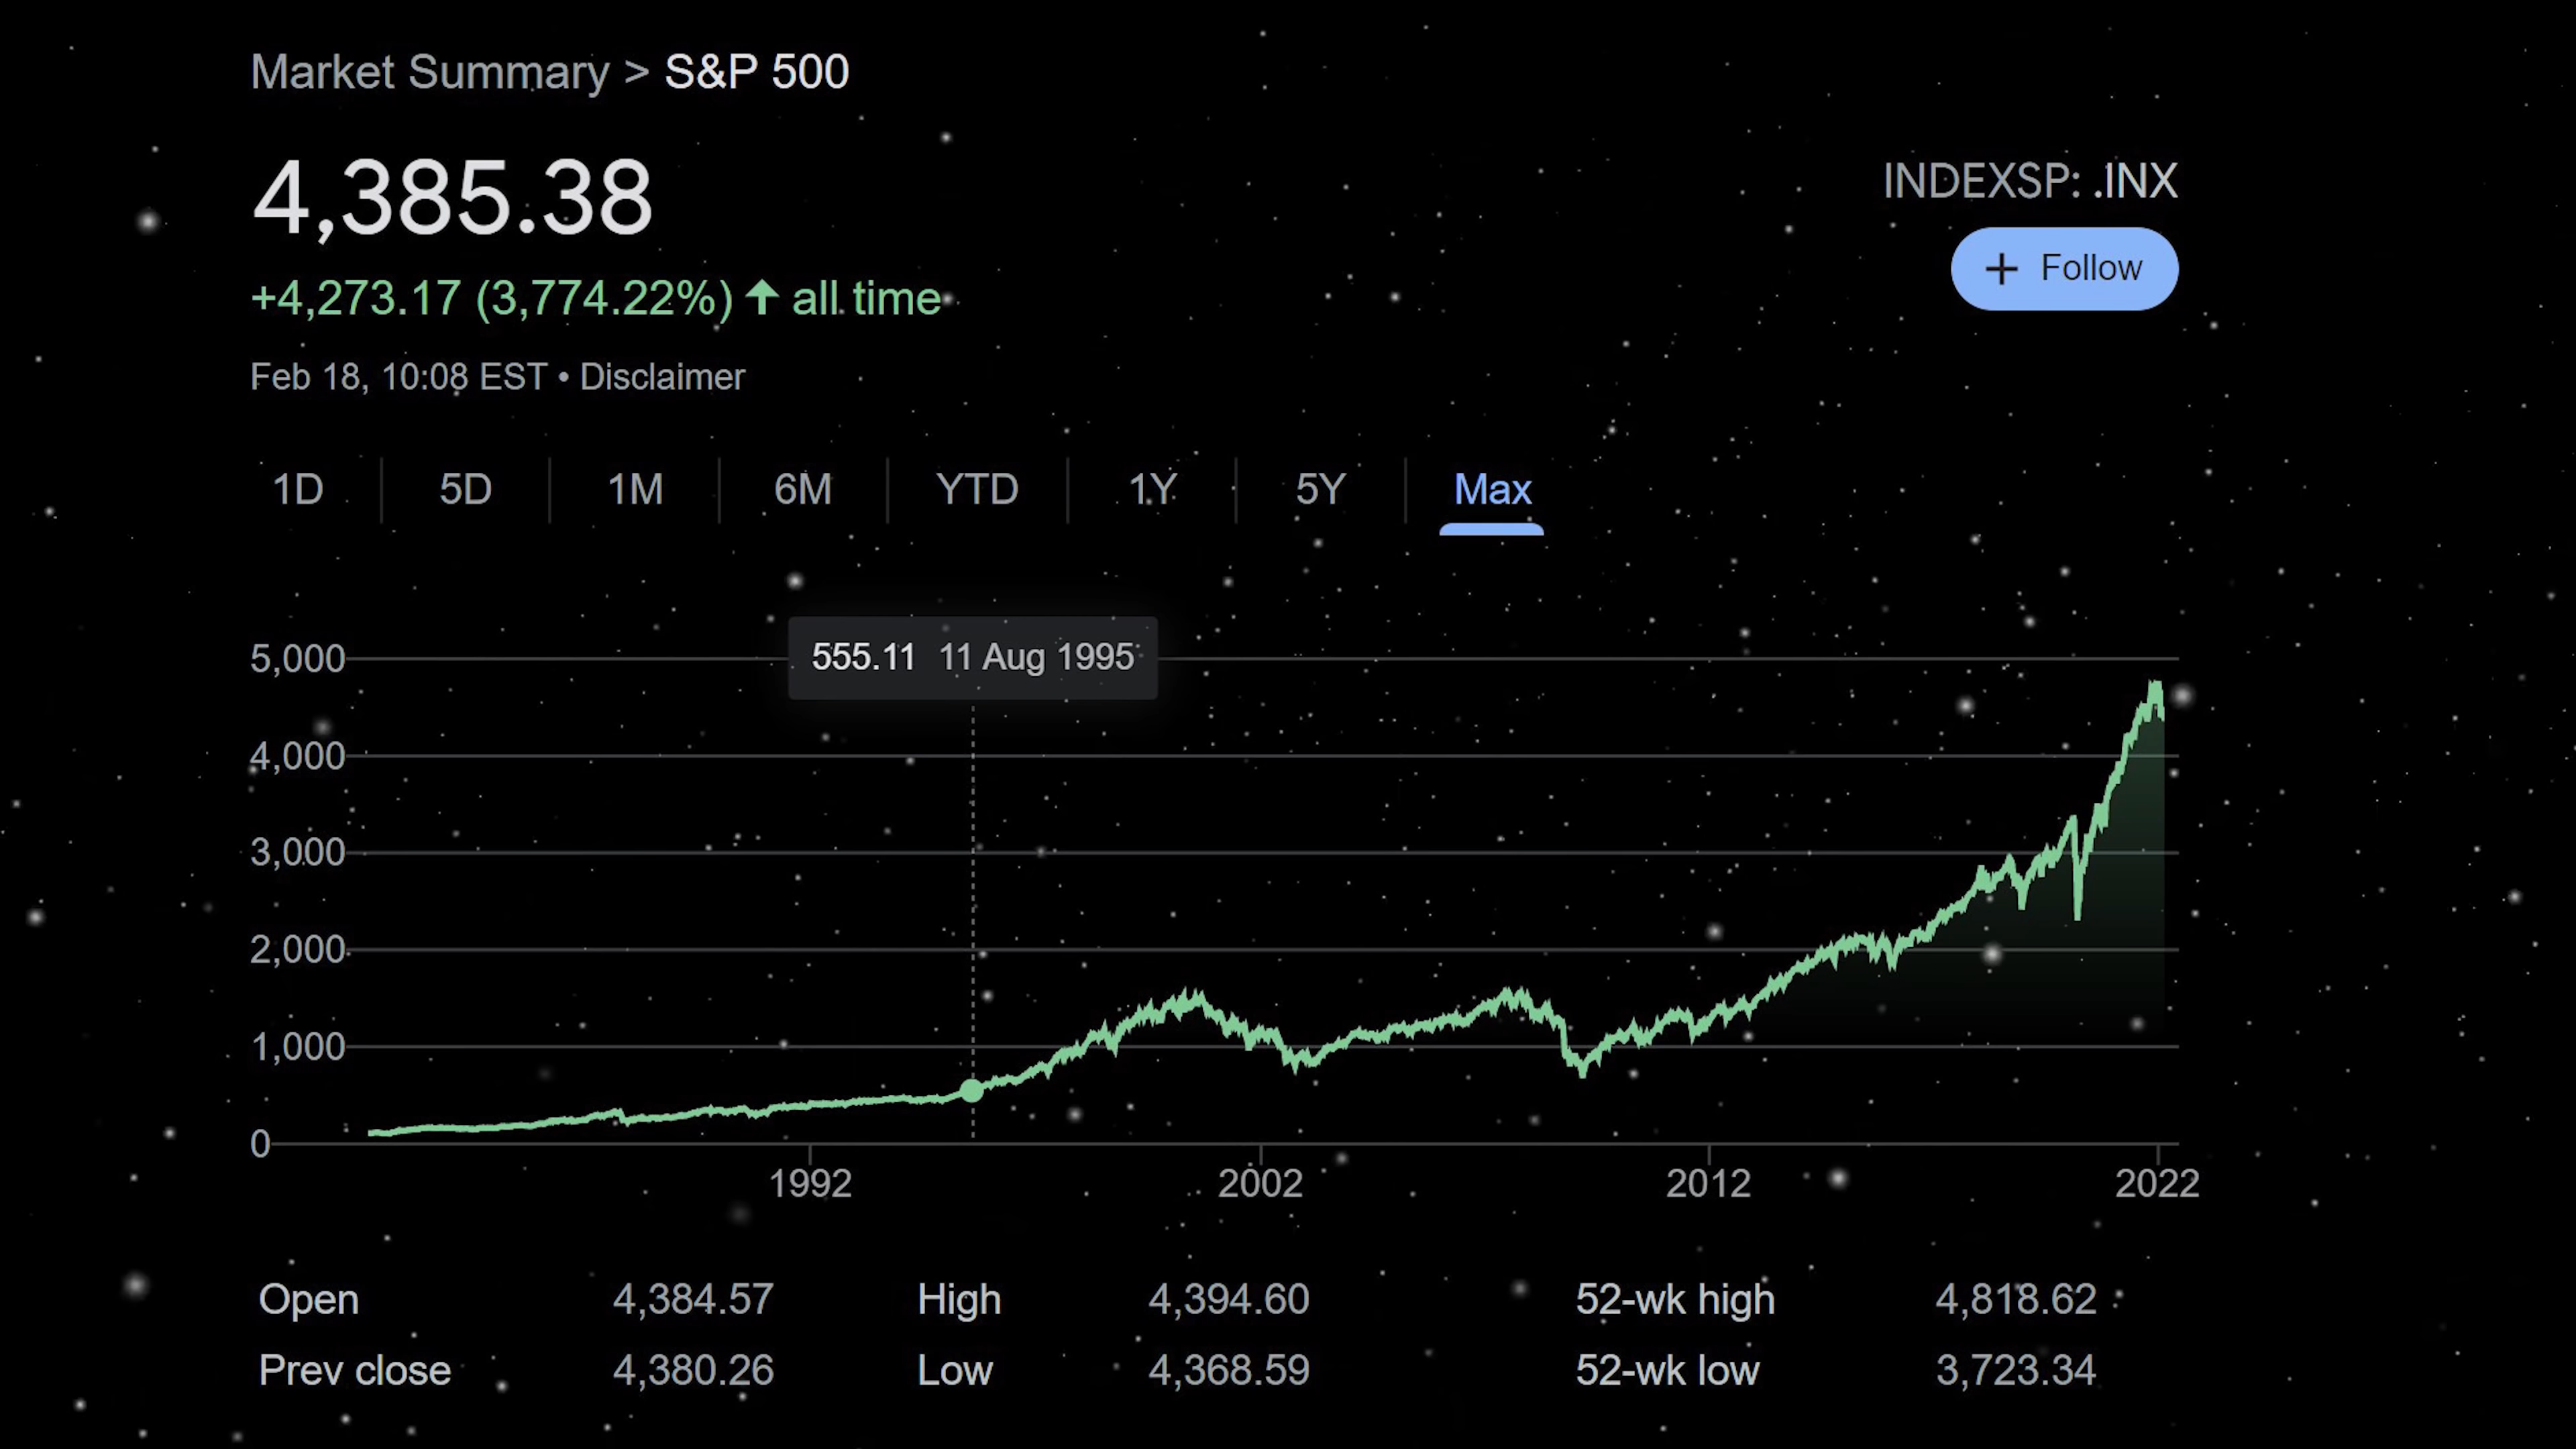 Market Summary > S&P 500
4,385.38
INDEXSP: .INX
+ Follow
+4,273.17 (3,774.22%) ↑ all time
Feb 18, 10:08 EST • Disclaimer
1D 5D 1M 6M YTD 1Y 5Y Max
555.11 11 Aug 1995
5,000
4,000
3,000
2,000
1,000
0
1992 2002 2012 2022
Open 4,384.57 High 4,394.60 52-wk high 4,818.62
Prev close 4,380.26 Low 4,368.59 52-wk low 3,723.34